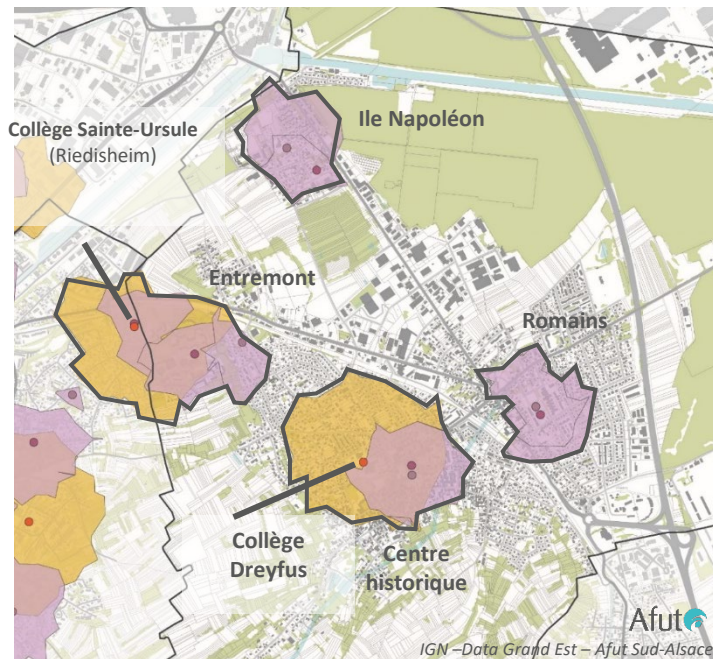 Collège Sainte-Ursule
(Riedisheim)
Ile Napoléon
Entremont
Romains
Collège
Dreyfus
Centre
historique
Afut
IGN –Data Grand Est – Afut Sud-Alsace